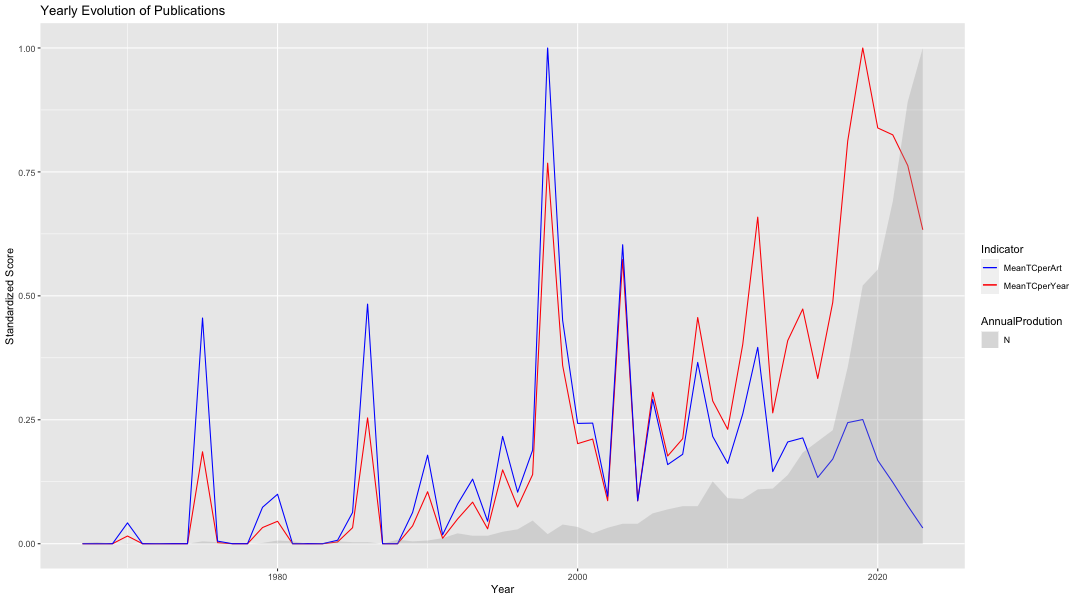 Yearly Evolution of Publications
Standardized Score
1.00
0.75
0.50
0.25
0.00
1980
2000
2020
Year
Indicator
MeanTCperArt
MeanTCperYear
AnnualProdution
N